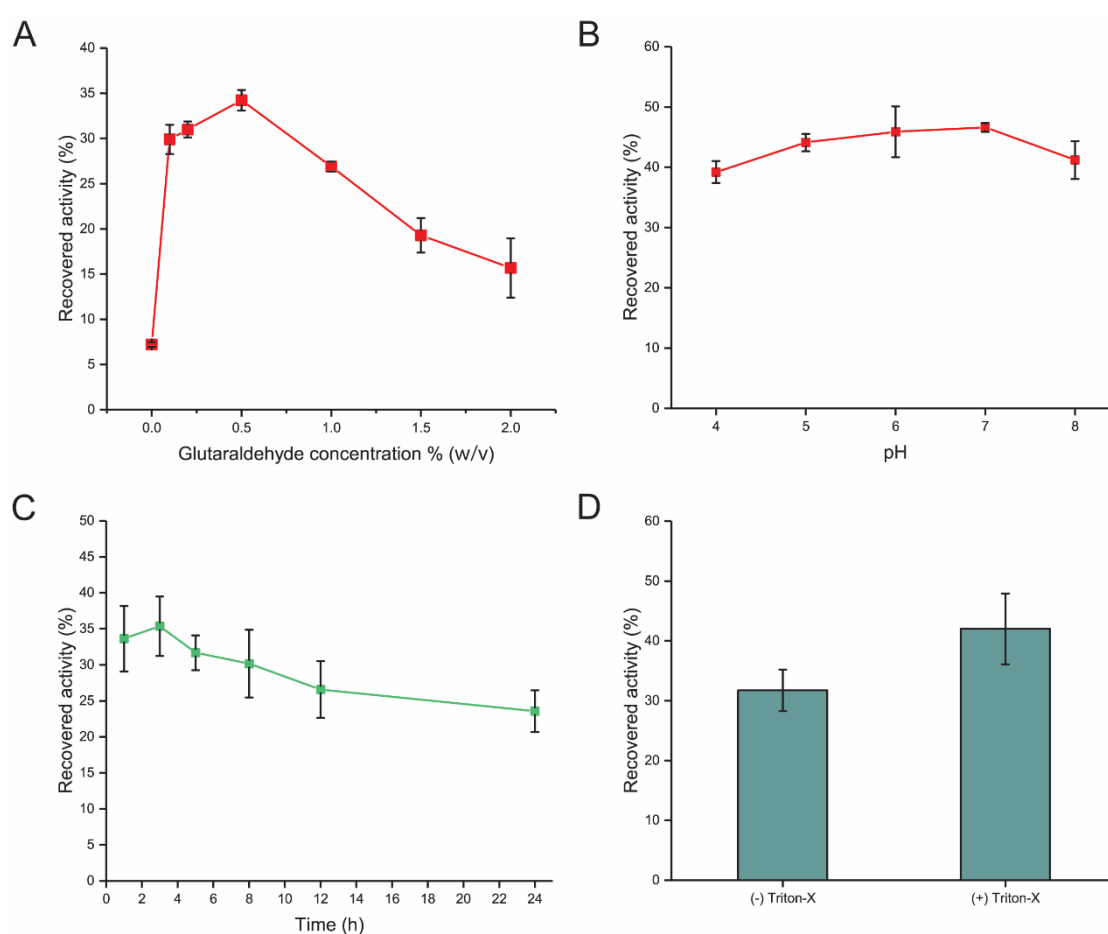 A
Recovered activity (%)
40
35
30
25
20
15
10
5
0
0.0 0.5 1.0 1.5 2.0
Glutaraldehyde concentration % (w/v)
B
Recovered activity (%)
60
50
40
30
20
10
0
4 5 6 7 8
pH
C
Recovered activity (%)
50
45
40
35
30
25
20
15
10
5
0
0 2 4 6 8 10 12 14 16 18 20 22 24
Time (h)
D
Recovered activity (%)
60
50
40
30
20
10
0
(-) Triton-X (+) Triton-X